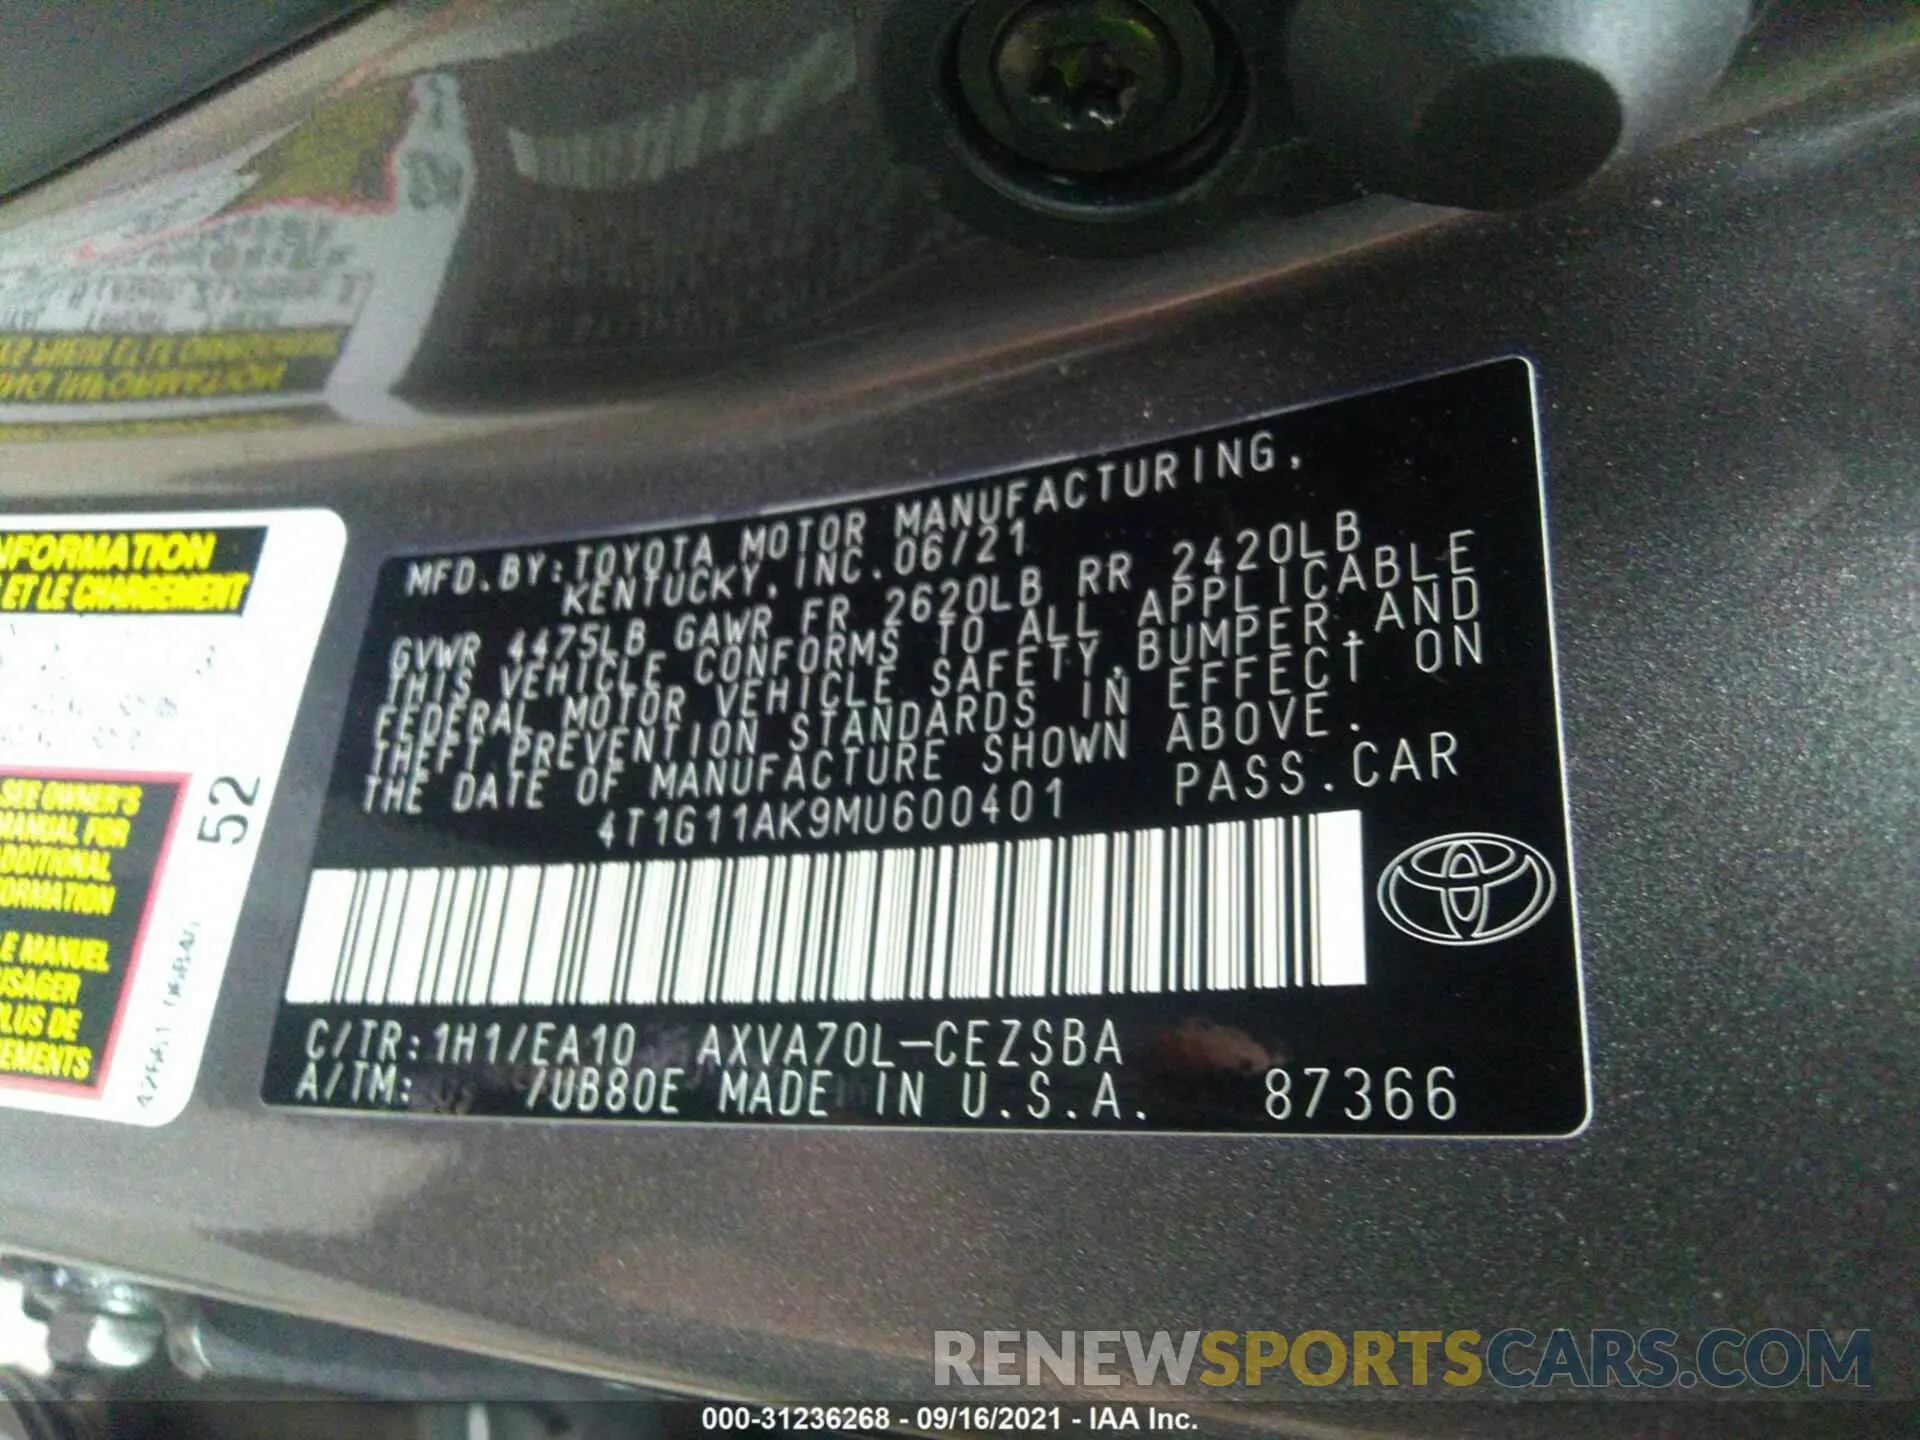 MFD.BY:TOYOTA MOTOR MANUFACTURING,
KENTUCKY, INC.06/21
GVWR 4475LB GAWR FR 2620LB RR 2420LB
THIS VEHICLE CONFORMS TO ALL APPLICABLE
FEDERAL MOTOR VEHICLE SAFETY,BUMPER,AND
THEFT PREVENTION STANDARDS IN EFFECT ON
THE DATE OF MANUFACTURE SHOWN ABOVE.
4T1G11AK9MU600401 PASS.CAR
C/TR:1H1/EA10 AXVA70L-CEZSBA
A/TM: /UB80E MADE IN U.S.A. 87366
NFORMATION
ET LE CHARGEMENT
SEE OWNER'S
MANUAL FOR
ADDITIONAL
FORMATION
LE MANUEL
USAGER
PLUS DE
NEMENTS
52
RENEWSPORTSCARS.COM
000-31236268 - 09/16/2021 - IAA Inc.